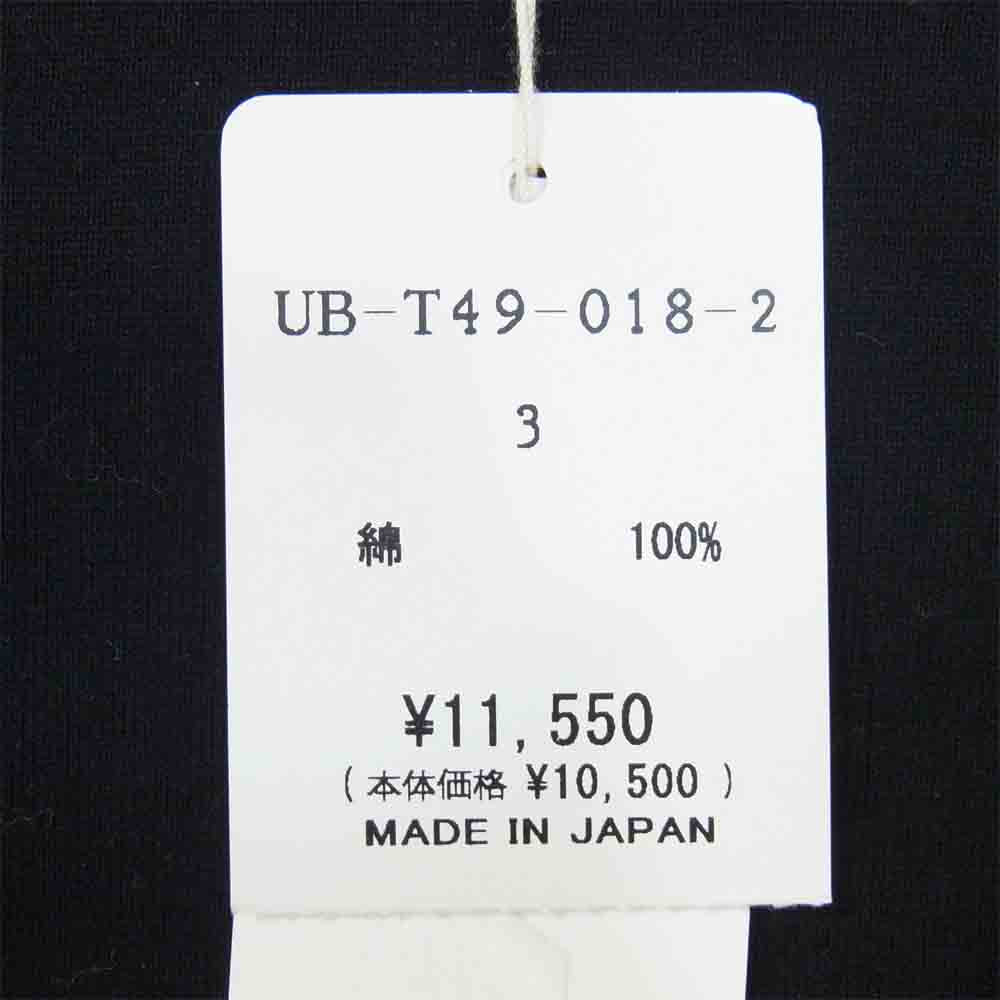 UB-T49-018-2
3
綿 100%
¥11,550
(本体価格 ¥10,500 )
MADE IN JAPAN